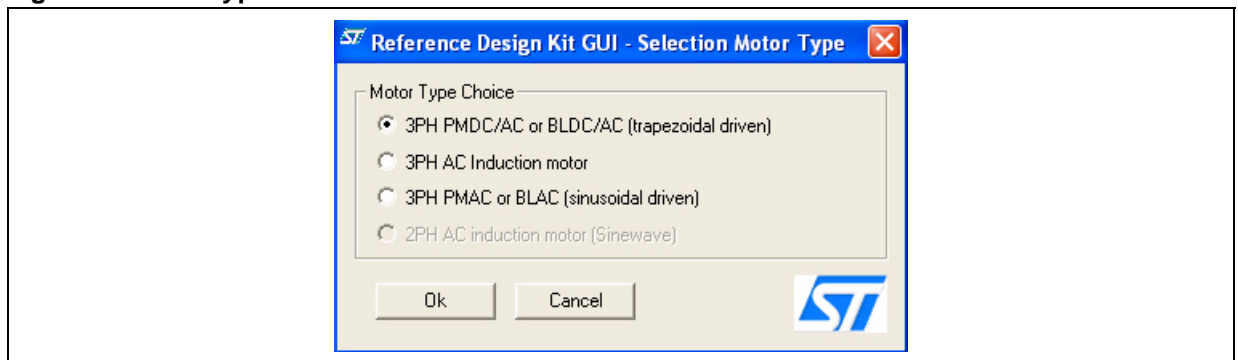 Reference Design Kit GUI - Selection Motor Type
Motor Type Choice
3PH PMDC/AC or BLDC/AC (trapezoidal driven)
3PH AC Induction motor
3PH PMAC or BLAC (sinusoidal driven)
2PH AC induction motor (Sinewave)
Ok Cancel
ST